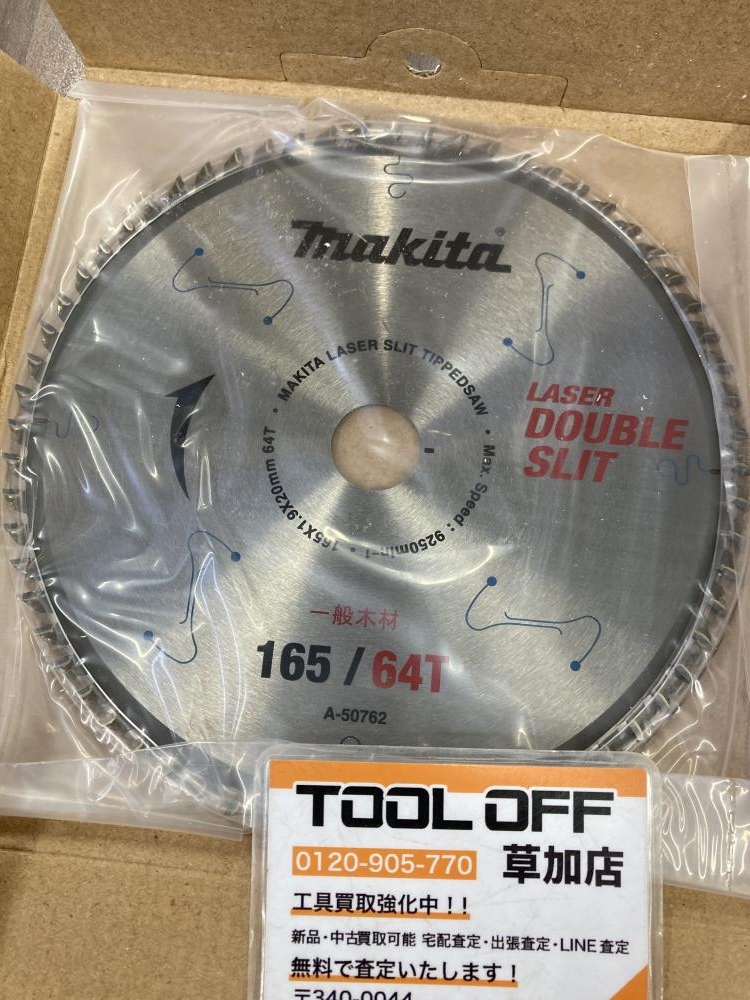 makita®
MAKITA LASER SLIT TIPPEDSAW • Max. Speed : 9250min⁻¹ • 165X1.9X20mm 64T •
LASER
DOUBLE
SLIT
一般木材
165 / 64T
A-50762
TOOL OFF
0120-905-770 草加店
工具買取強化中！！
新品・中古買取可能 宅配査定・出張査定・LINE査定
無料で査定いたします！
〒340-0044